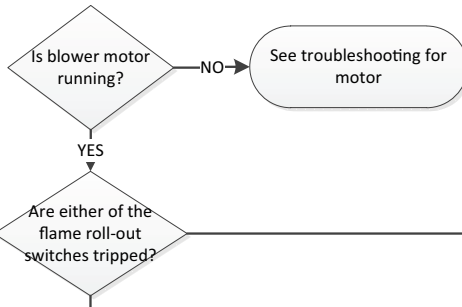 Is blower motor
running?
NO
See troubleshooting for
motor
YES
Are either of the
flame roll-out
switches tripped?